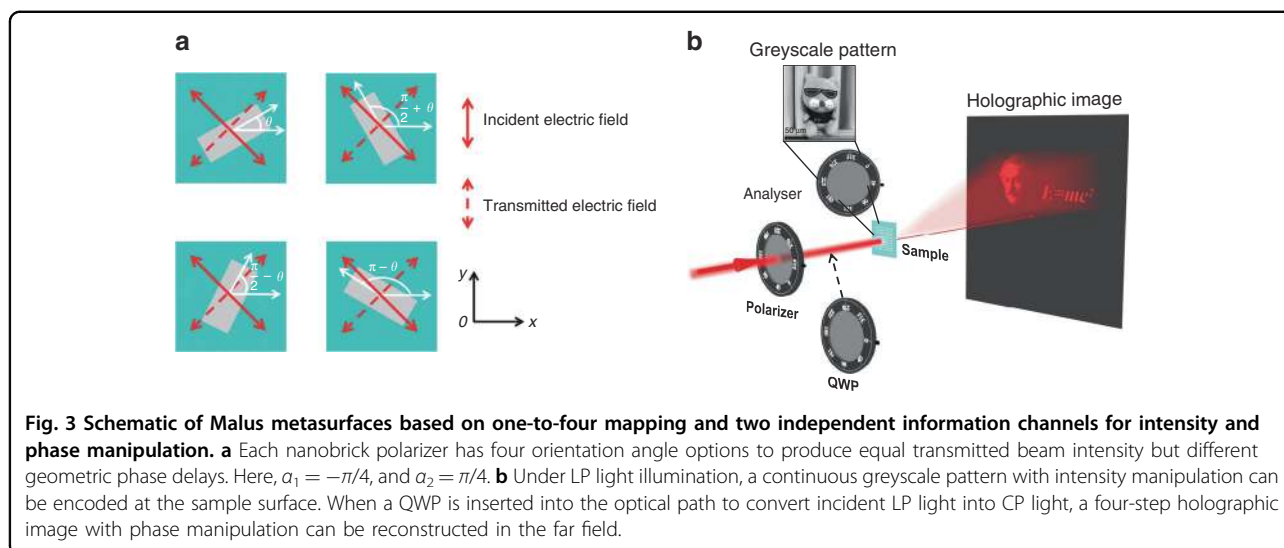 a
b
θ
π/2 + θ
π/2 − θ
π−θ
Incident electric field
Transmitted electric field
y
0
x
Greyscale pattern
50 μm
Analyser
Polarizer
QWP
Sample
Holographic image
E=mc²
Fig. 3 Schematic of Malus metasurfaces based on one-to-four mapping and two independent information channels for intensity and
phase manipulation. a Each nanobrick polarizer has four orientation angle options to produce equal transmitted beam intensity but different
geometric phase delays. Here, α₁ = −π/4, and α₂ = π/4. b Under LP light illumination, a continuous greyscale pattern with intensity manipulation can
be encoded at the sample surface. When a QWP is inserted into the optical path to convert incident LP light into CP light, a four-step holographic
image with phase manipulation can be reconstructed in the far field.